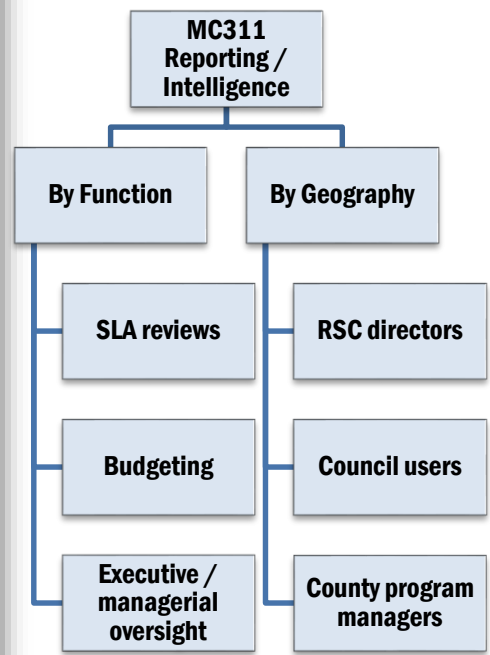 MC311
Reporting /
Intelligence
By Function
By Geography
SLA reviews
RSC directors
Budgeting
Council users
Executive /
managerial
oversight
County program
managers